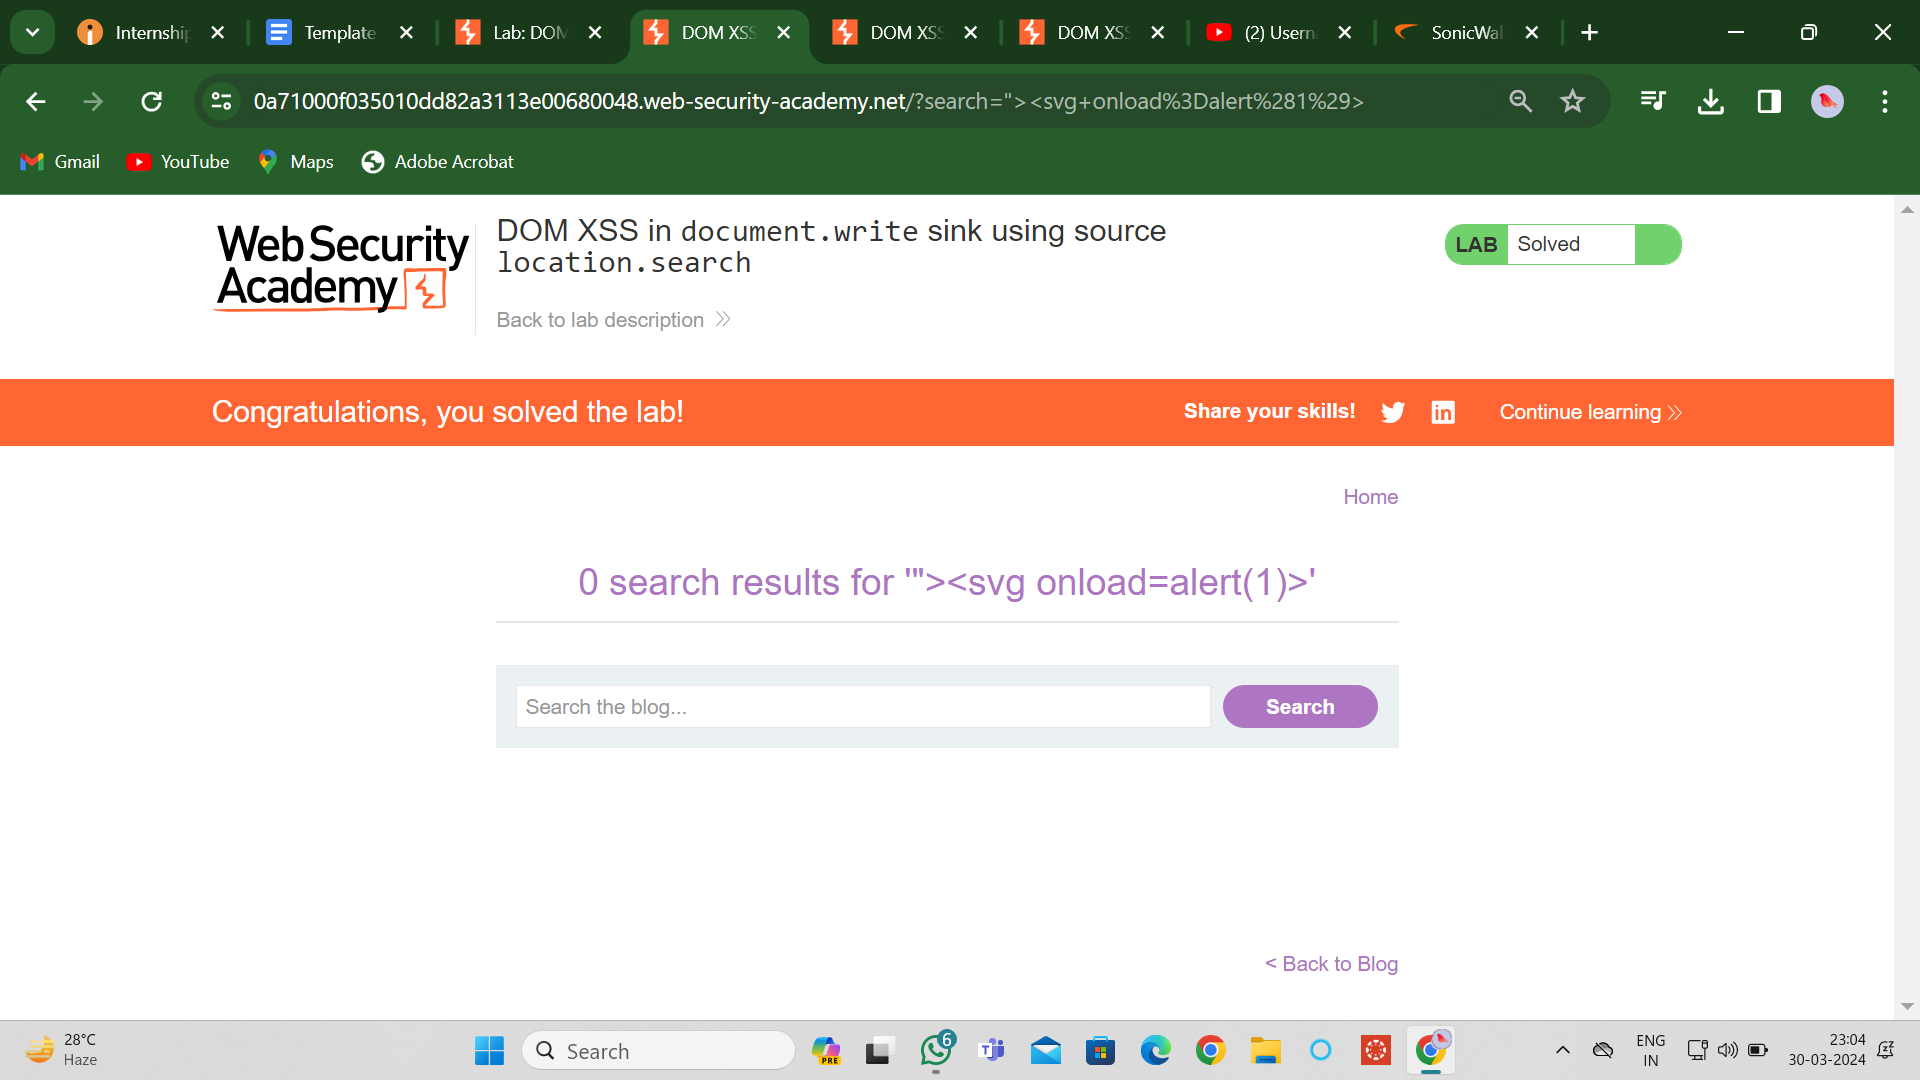 Internship
Template
Lab: DOM
DOM XSS
DOM XSS
DOM XSS
(2) Userna
SonicWal
0a71000f035010dd82a3113e00680048.web-security-academy.net/?search="><svg+onload%3Dalert%281%29>
Gmail
YouTube
Maps
Adobe Acrobat
Web Security
Academy
DOM XSS in document.write sink using source
location.search
Back to lab description
LAB
Solved
Congratulations, you solved the lab!
Share your skills!
in
Continue learning
Home
0 search results for '"><svg onload=alert(1)>'
Search the blog...
Search
< Back to Blog
28°C
Haze
Search
PRE
6
ENG
IN
23:04
30-03-2024